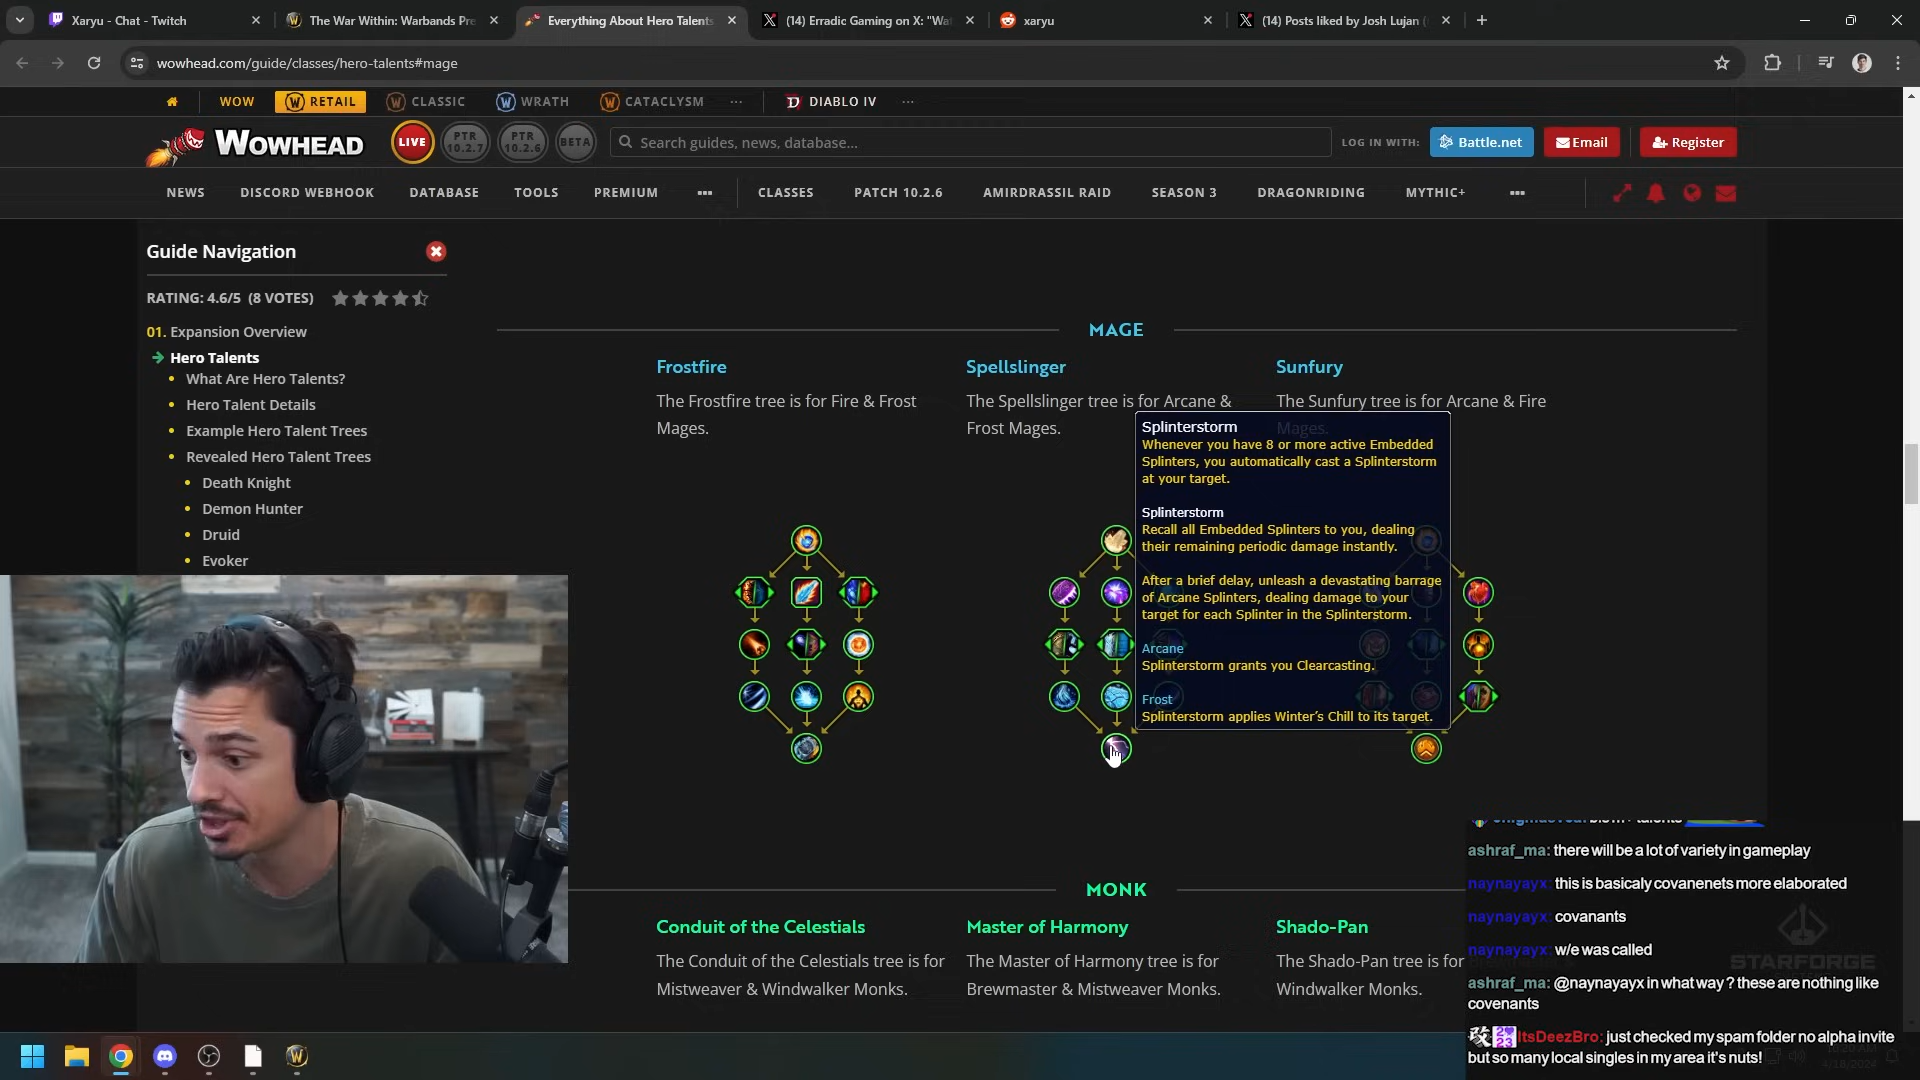 Xaryu - Chat - Twitch
The War Within: Warbands Pre
Everything About Hero Talents
(14) Erradic Gaming on X: "Wat
xaryu
(14) Posts liked by Josh Lujan (
wowhead.com/guide/classes/hero-talents#mage
WOW
RETAIL
CLASSIC
WRATH
CATACLYSM
DIABLO IV
WOWHEAD
LIVE
PTR
10.2.7
PTR
10.2.6
BETA
Search guides, news, database...
LOG IN WITH:
Battle.net
Email
Register
NEWS
DISCORD WEBHOOK
DATABASE
TOOLS
PREMIUM
CLASSES
PATCH 10.2.6
AMIRDRASSIL RAID
SEASON 3
DRAGONRIDING
MYTHIC+
Guide Navigation
RATING: 4.6/5 (8 VOTES)
01. Expansion Overview
Hero Talents
What Are Hero Talents?
Hero Talent Details
Example Hero Talent Trees
Revealed Hero Talent Trees
Death Knight
Demon Hunter
Druid
Evoker
MAGE
Frostfire
The Frostfire tree is for Fire & Frost
Mages.
Spellslinger
The Spellslinger tree is for Arcane &
Frost Mages.
Sunfury
The Sunfury tree is for Arcane & Fire
Mages.
Splinterstorm
Whenever you have 8 or more active Embedded
Splinters, you automatically cast a Splinterstorm
at your target.
Splinterstorm
Recall all Embedded Splinters to you, dealing
their remaining periodic damage instantly.
After a brief delay, unleash a devastating barrage
of Arcane Splinters, dealing damage to your
target for each Splinter in the Splinterstorm.
Arcane
Splinterstorm grants you Clearcasting.
Frost
Splinterstorm applies Winter's Chill to its target.
MONK
Conduit of the Celestials
The Conduit of the Celestials tree is for
Mistweaver & Windwalker Monks.
Master of Harmony
The Master of Harmony tree is for
Brewmaster & Mistweaver Monks.
Shado-Pan
The Shado-Pan tree is for
Windwalker Monks.
ashraf_ma: there will be a lot of variety in gameplay
naynayayx: this is basicaly covanenets more elaborated
naynayayx: covanants
naynayayx: w/e was called
ashraf_ma: @naynayayx in what way ? these are nothing like
covenants
ItsDeezBro: just checked my spam folder no alpha invite
but so many local singles in my area it's nuts!
STARFORGE